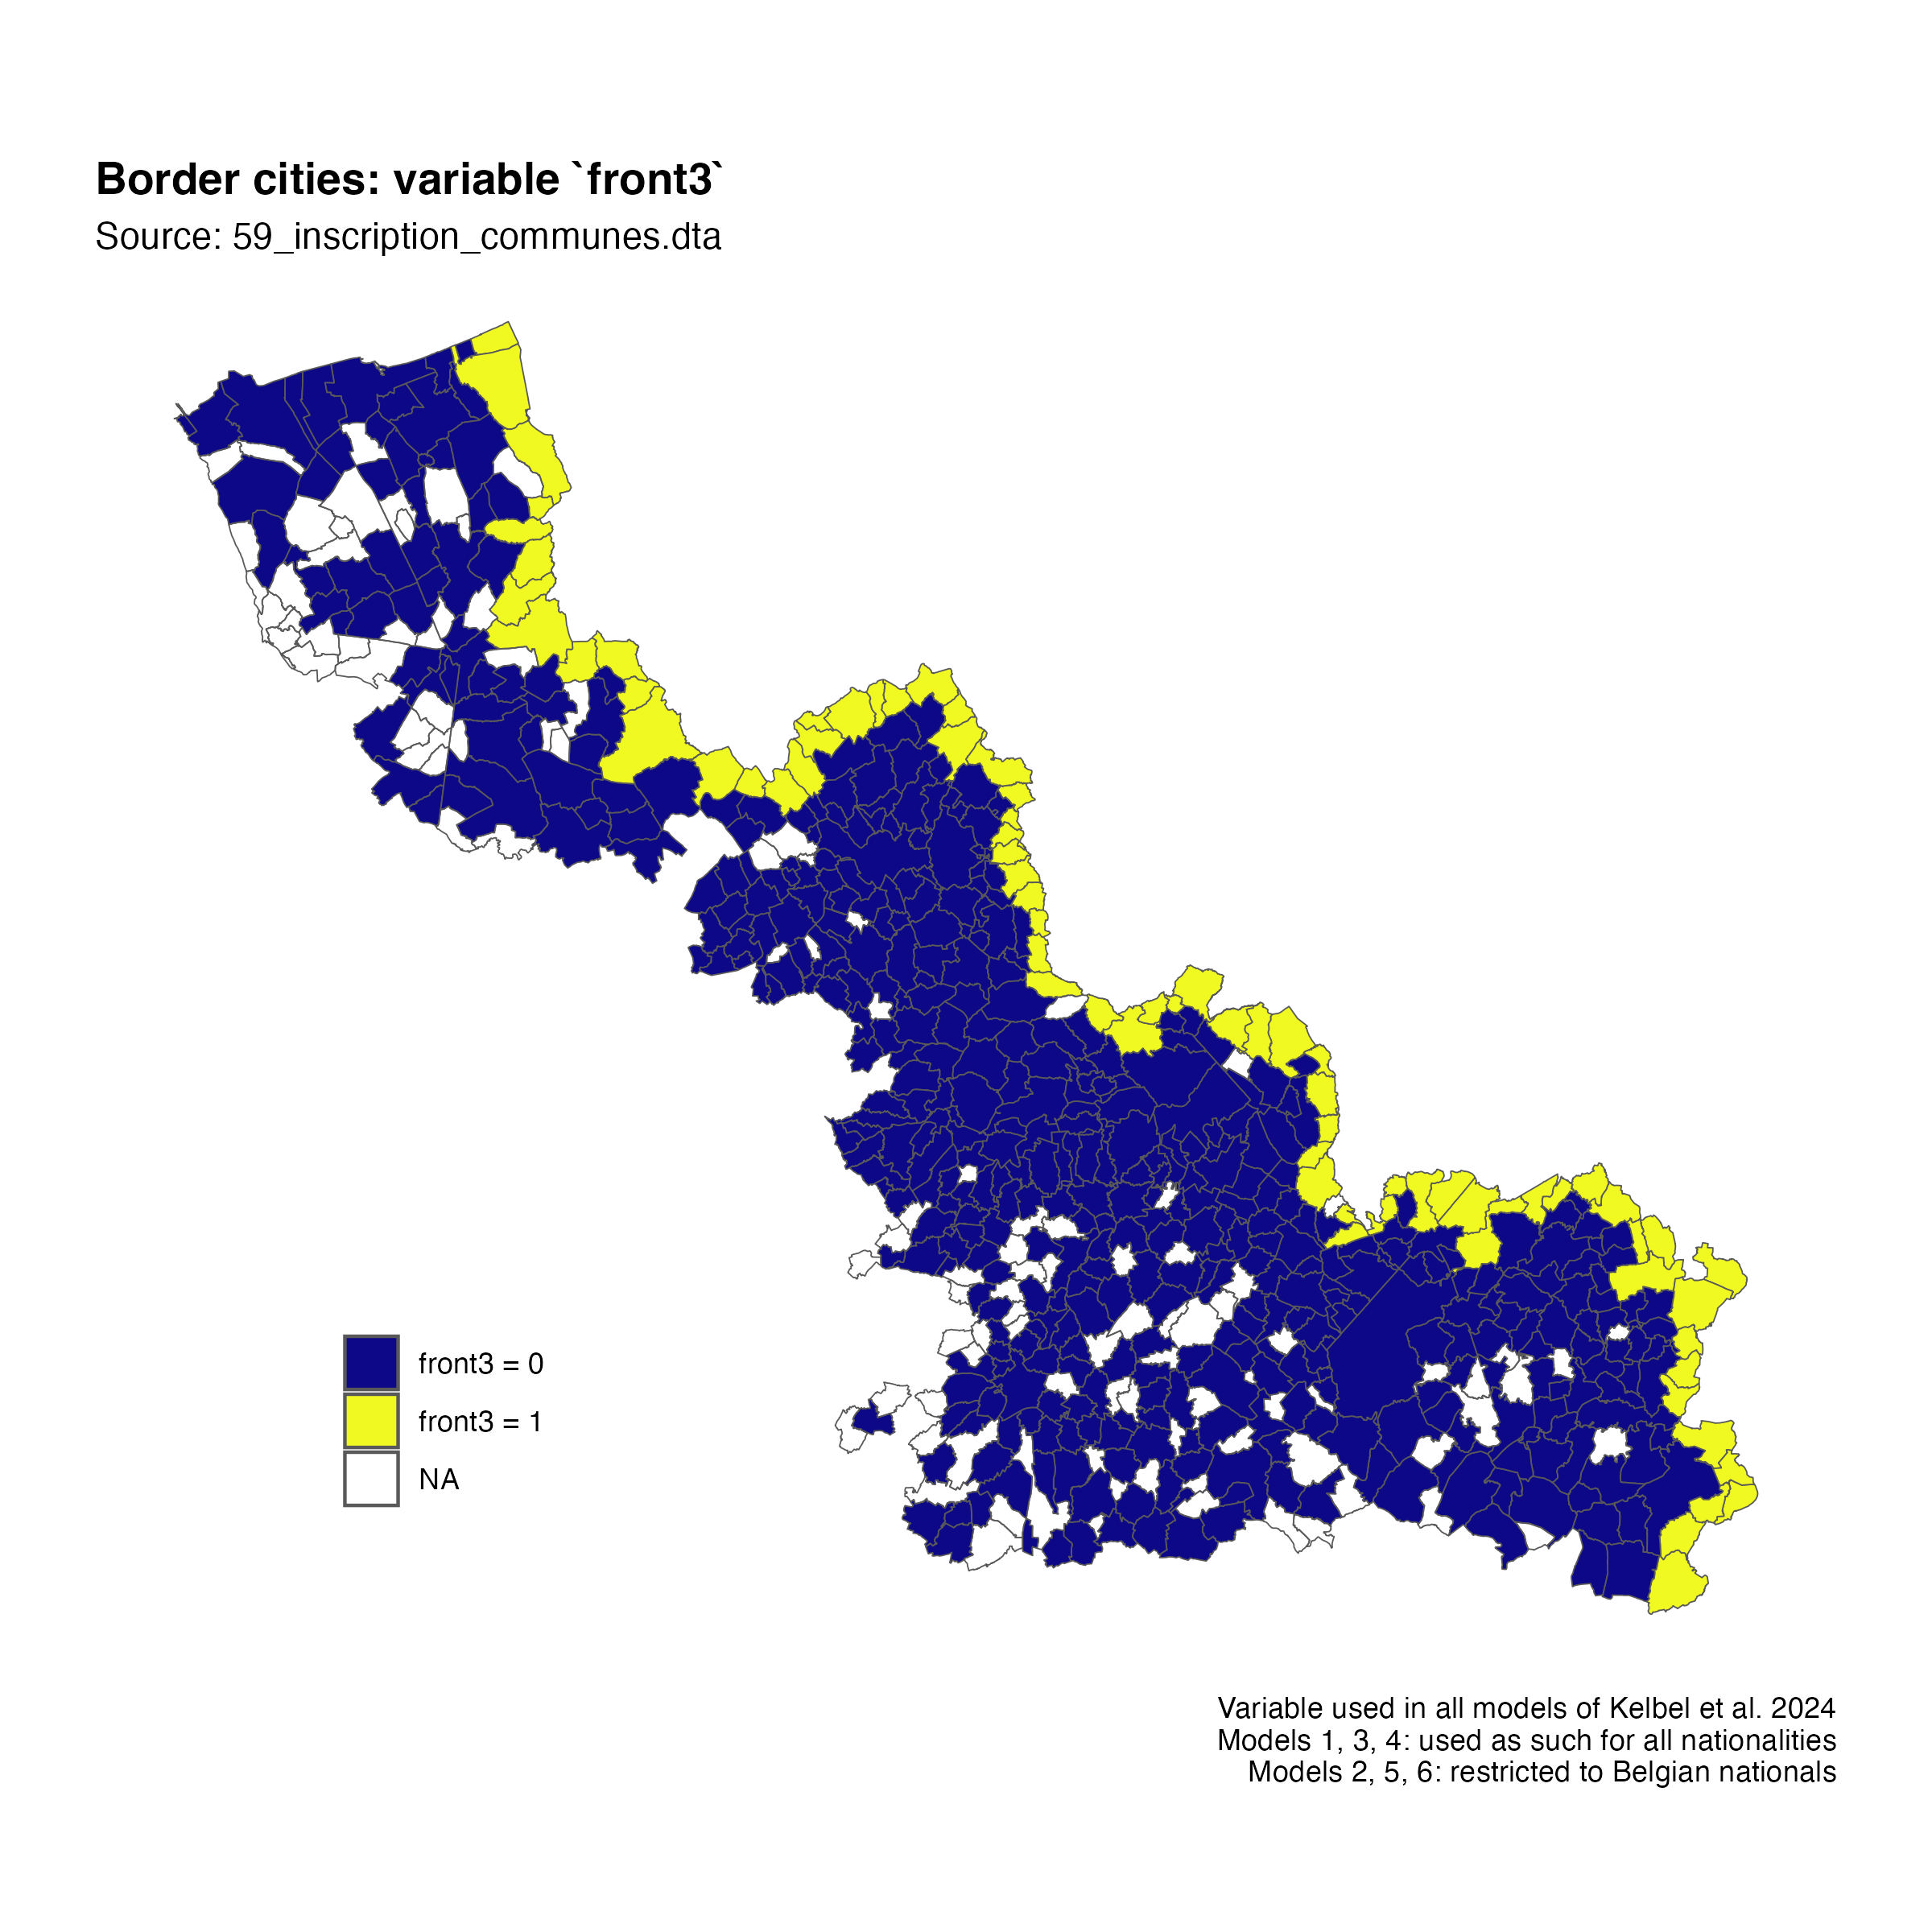 Border cities: variable `front3`
Source: 59_inscription_communes.dta
front3 = 0
front3 = 1
NA
Variable used in all models of Kelbel et al. 2024
Models 1, 3, 4: used as such for all nationalities
Models 2, 5, 6: restricted to Belgian nationals